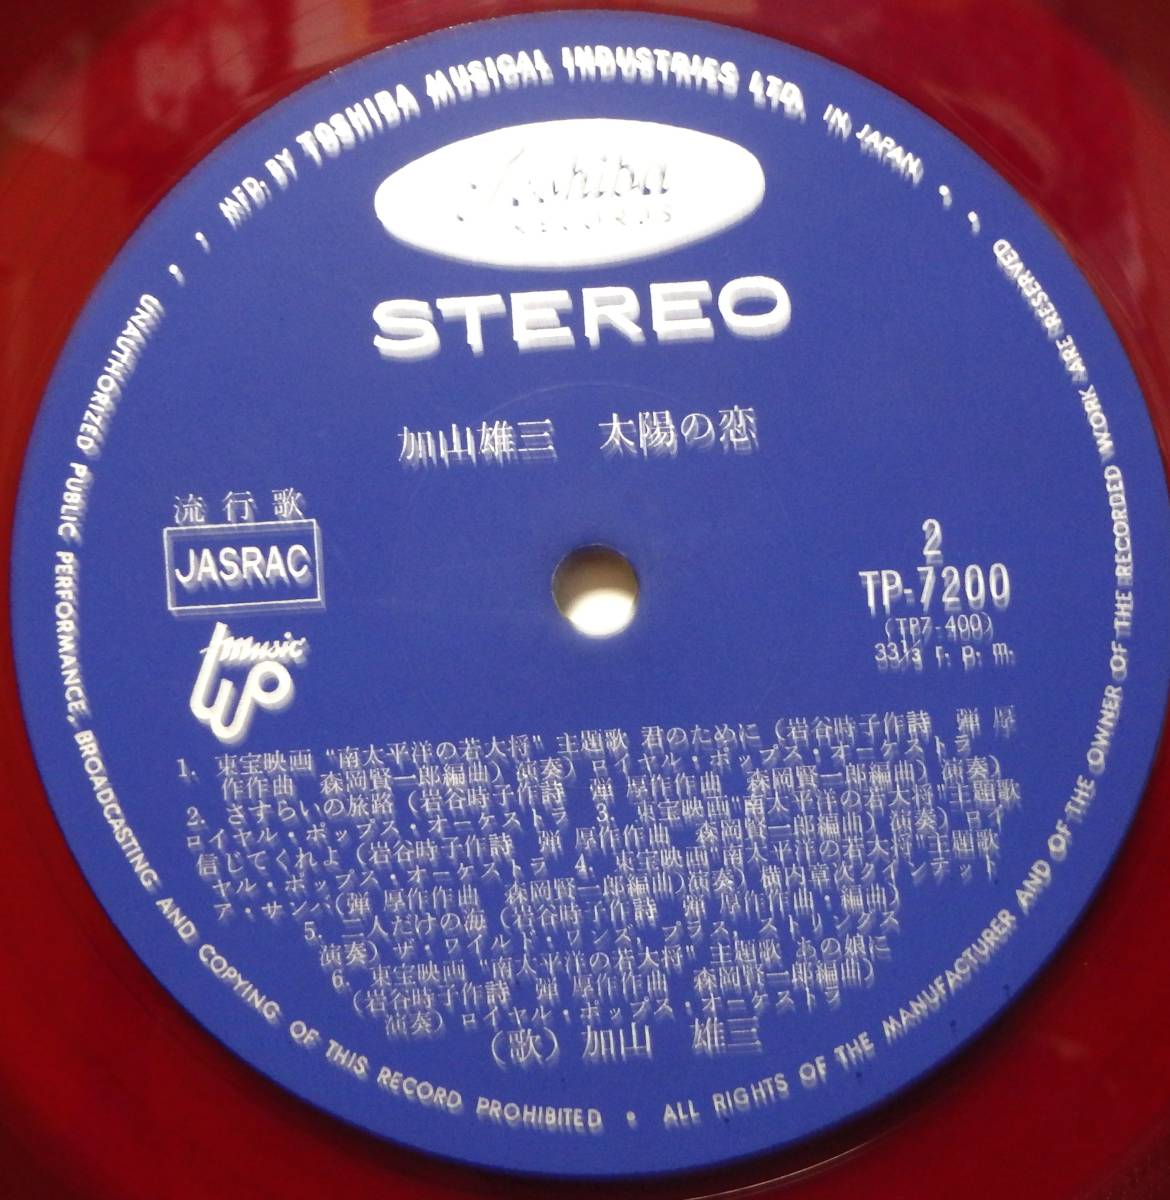 MFD. BY TOSHIBA MUSICAL INDUSTRIES LTD. IN JAPAN
Toshiba
RECORDS
STEREO
加山雄三 太陽の恋
流行歌
JASRAC
music
2
TP-7200
(TP7-400)
33⅓ r. p. m.
1. 東宝映画 “南太平洋の若大将” 主題歌 君のために (岩谷時子作詩 弾 厚
作作曲 森岡賢一郎編曲) 演奏) ロイヤル・ポップス・オーケストラ
2. さすらいの旅路 (岩谷時子作詩 弾 厚作作曲 森岡賢一郎編曲) 演奏)
ロイヤル・ポップス・オーケストラ 3. 東宝映画“南太平洋の若大将”主題歌
信じてくれよ (岩谷時子作詩 弾 厚作作曲 森岡賢一郎編曲) 演奏) ロイ
ヤル・ポップス・オーケストラ 4. 東宝映画“南太平洋の若大将”主題歌
ア・サンバ(弾 厚作作曲 森岡賢一郎編曲)演奏) 横内章次クインテット
5. 二人だけの海 (岩谷時子作詩 弾 厚作作曲・編曲)
演奏) ザ・ワイルド・ワンズ, プラス・ストリングス
6. 東宝映画 “南太平洋の若大将” 主題歌 あの娘に
(岩谷時子作詩 弾 厚作作曲 森岡賢一郎編曲)
演奏) ロイヤル・ポップス・オーケストラ
(歌) 加山 雄三
UNAUTHORIZED PUBLIC PERFORMANCE, BROADCASTING AND COPYING OF THIS RECORD PROHIBITED • ALL RIGHTS OF THE MANUFACTURER AND OF THE OWNER OF THE RECORDED WORK ARE RESERVED